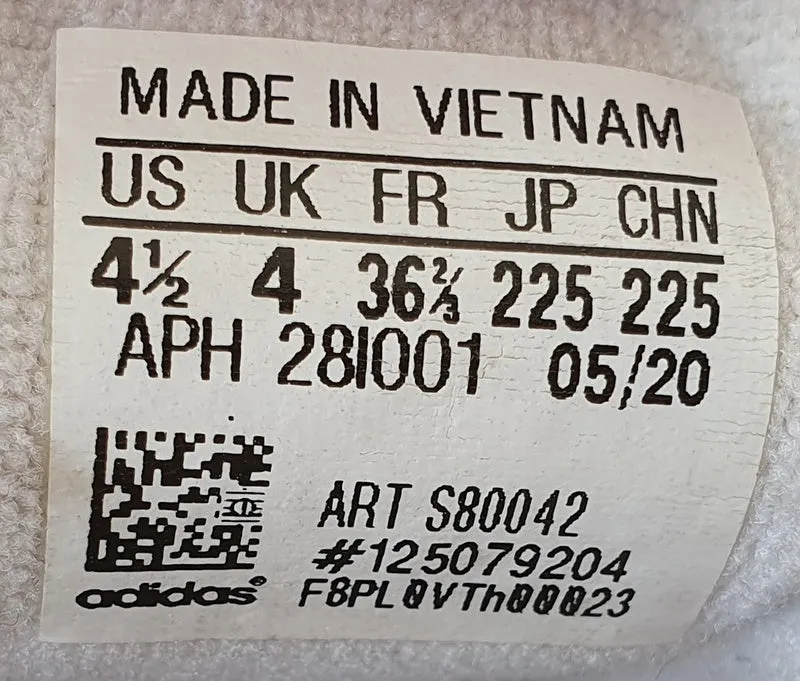 MADE IN VIETNAM
US UK FR JP CHN
4½ 4 36⅔ 225 225
APH 28I001 05/20
ART S80042
#125079204
adidas® F8PL0VTh00023